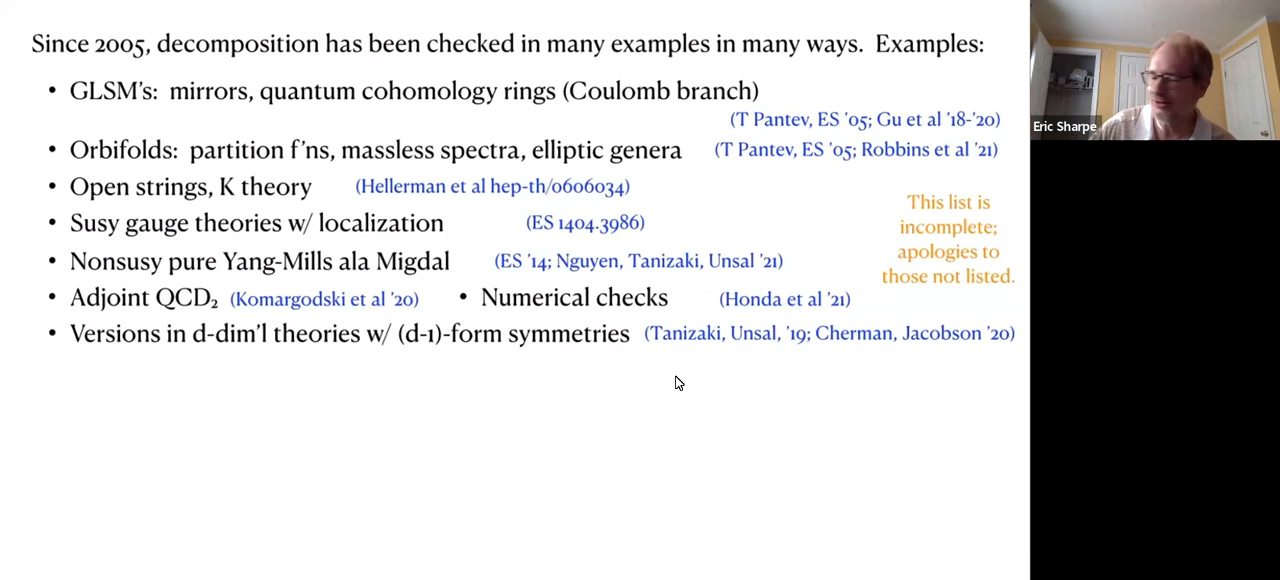 Since 2005, decomposition has been checked in many examples in many ways. Examples:
• GLSM's: mirrors, quantum cohomology rings (Coulomb branch)
(T Pantev, ES '05; Gu et al '18-'20)
• Orbifolds: partition f'ns, massless spectra, elliptic genera (T Pantev, ES '05; Robbins et al '21)
• Open strings, K theory (Hellerman et al hep-th/0606034)
• Susy gauge theories w/ localization (ES 1404.3986)
• Nonsusy pure Yang-Mills ala Migdal (ES '14; Nguyen, Tanizaki, Unsal '21)
• Adjoint QCD₂ (Komargodski et al '20) • Numerical checks (Honda et al '21)
• Versions in d-dim'l theories w/ (d-1)-form symmetries (Tanizaki, Unsal, '19; Cherman, Jacobson '20)
This list is
incomplete;
apologies to
those not listed.
Eric Sharpe